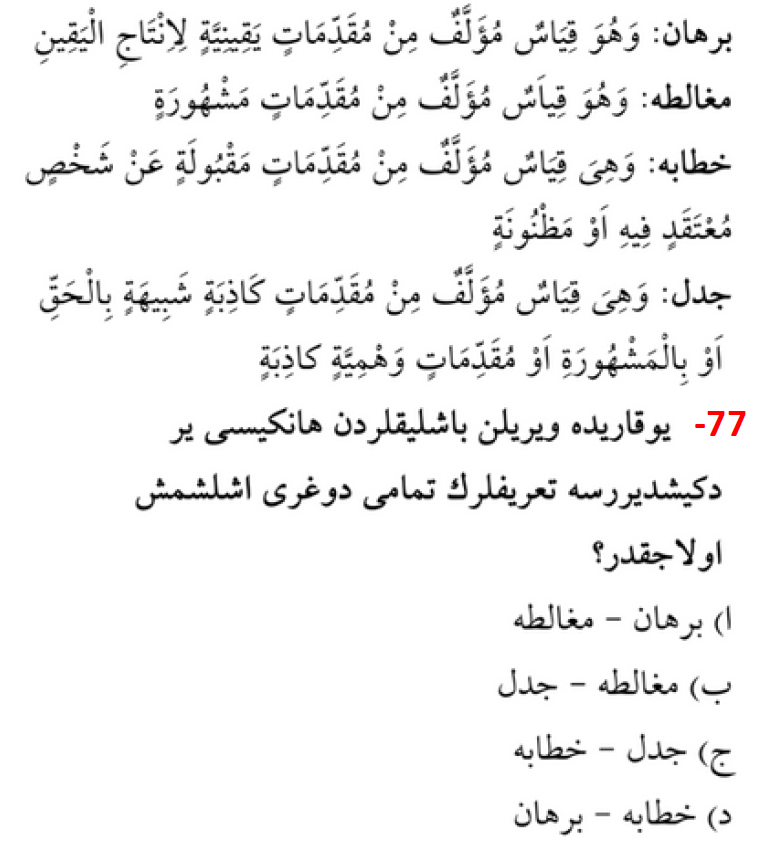 برهان: وَهُوَ قِيَاسٌ مُؤَلَّفٌ مِنْ مُقَدِّمَاتٍ يَقِينِيَّةٍ لِاِنْتَاجِ الْيَقِينِ
مغالطه: وَهُوَ قِيَاَسٌ مُؤَلَّفٌ مِنْ مُقَدِّمَاتٍ مَشْهُورَةٍ
خطابه: وَهِىَ قِيَاسٌ مُؤَلَّفٌ مِنْ مُقَدِّمَاتٍ مَقْبُولَةٍ عَنْ شَخْصٍ
مُعْتَقَدٍ فِيهِ اَوْ مَظْنُونَةٍ
جدل: وَهِىَ قِيَاسٌ مُؤَلَّفٌ مِنْ مُقَدِّمَاتٍ كَاذِبَةٍ شَبِيهَةٍ بِالْحَقِّ
اَوْ بِالْمَشْهُورَةِ اَوْ مُقَدِّمَاتٍ وَهْمِيَّةٍ كاذِبَةٍ
77- يوقاريده ويريلن باشليقلردن هانكيسى ير
دكيشديررسه تعريفلرك تمامى دوغرى اشلشمش
اولاجقدر؟
ا) برهان – مغالطه
ب) مغالطه – جدل
ج) جدل – خطابه
د) خطابه – برهان